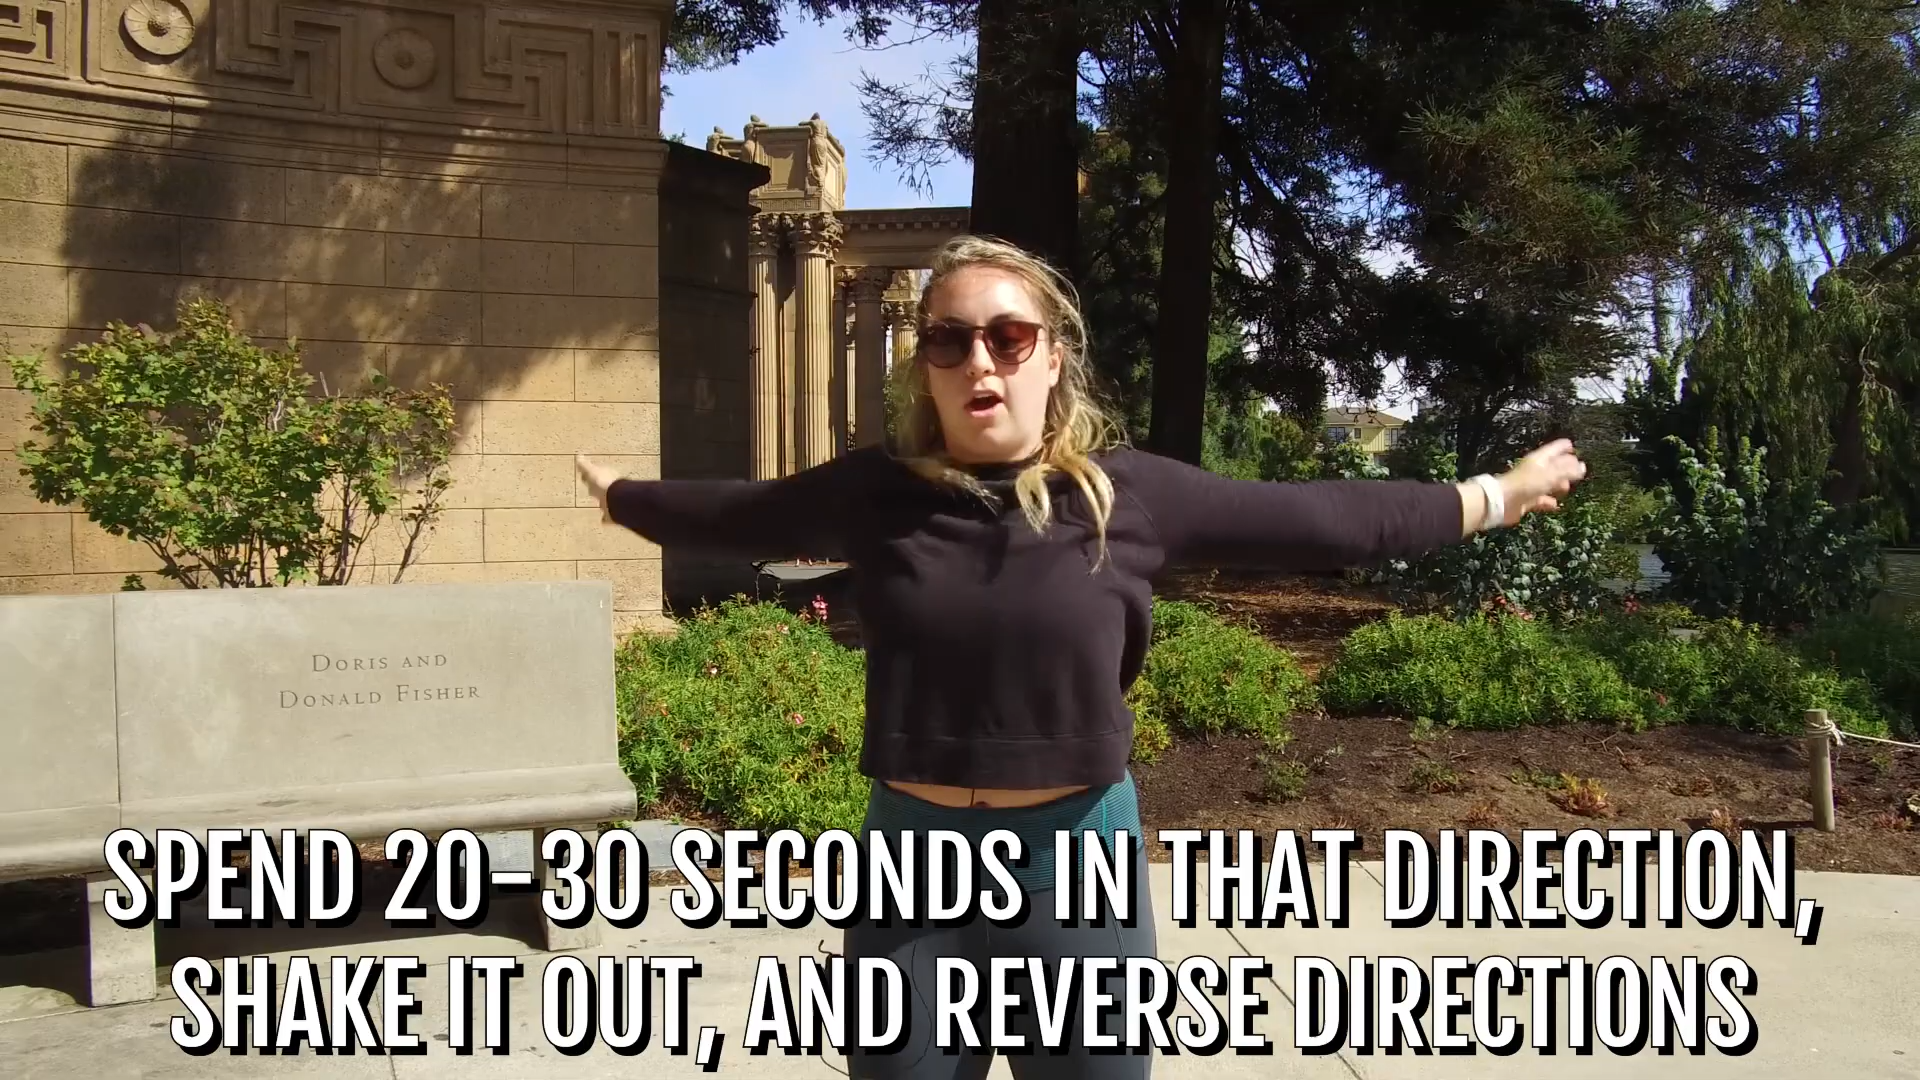 DORIS AND
DONALD FISHER
SPEND 20-30 SECONDS IN THAT DIRECTION,
SHAKE IT OUT, AND REVERSE DIRECTIONS